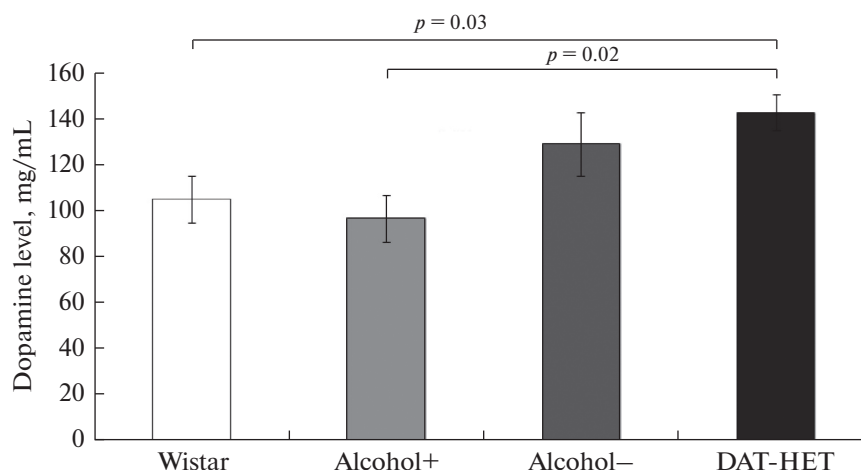 p = 0.03
p = 0.02
Dopamine level, mg/mL
160
140
120
100
80
60
40
20
0
Wistar Alcohol+ Alcohol− DAT-HET